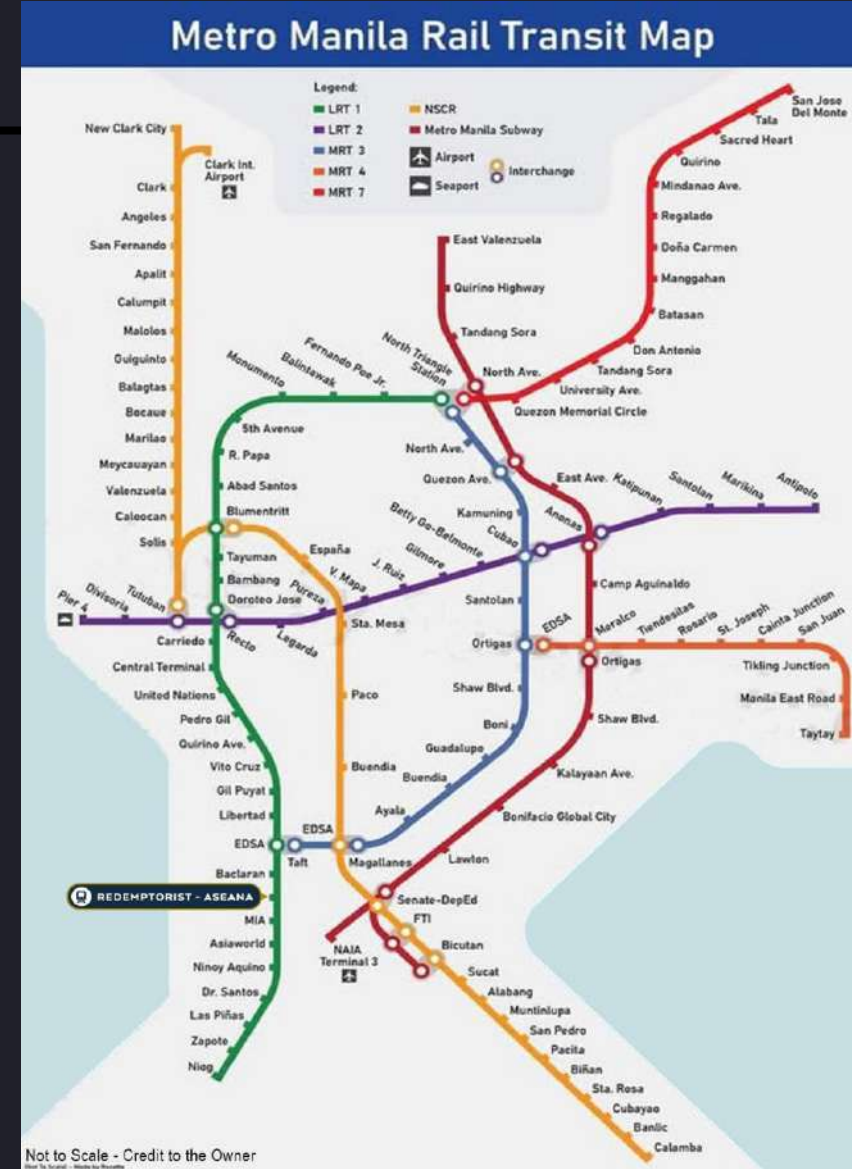 Metro Manila Rail Transit Map
Legend:
LRT 1
LRT 2
MRT 3
MRT 4
MRT 7
NSCR
Metro Manila Subway
Airport
Seaport
Interchange
New Clark City
Clark Int.
Airport
Clark
Angeles
San Fernando
Apalit
Calumpit
Malolos
Guiguinto
Balagtas
Bocaue
Marilao
Meycauayan
Valenzuela
Caloocan
Solis
Tutuban
Blumentritt
España
Sta. Mesa
Paco
Buendia
EDSA
Magallanes
Senate-DepEd
FTI
Bicutan
Sucat
Alabang
Muntinlupa
San Pedro
Pacita
Biñan
Sta. Rosa
Cubayao
Banlic
Calamba
North Triangle
Station
Fernando Poe Jr.
Balintawak
Monumento
5th Avenue
R. Papa
Abad Santos
Tayuman
Bambang
Doroteo Jose
Carriedo
Central Terminal
United Nations
Pedro Gil
Quirino Ave.
Vito Cruz
Gil Puyat
Libertad
EDSA
Baclaran
REDEMPTORIST - ASEANA
MIA
Asiaworld
Ninoy Aquino
Dr. Santos
Las Piñas
Zapote
Niog
Pier 4
Divisoria
Recto
Legarda
Pureza
V. Mapa
J. Ruiz
Gilmore
Betty Go-Belmonte
Cubao
Anonas
Katipunan
Santolan
Marikina
Antipolo
North Ave.
Quezon Ave.
Kamuning
Santolan
Ortigas
Shaw Blvd.
Boni
Guadalupe
Buendia
Ayala
Taft
East Valenzuela
Quirino Highway
Tandang Sora
North Ave.
East Ave.
Camp Aguinaldo
Ortigas
Shaw Blvd.
Kalayaan Ave.
Bonifacio Global City
Lawton
NAIA
Terminal 3
EDSA
Meralco
Tiendesitas
Rosario
St. Joseph
Cainta Junction
San Juan
Tikling Junction
Manila East Road
Taytay
San Jose
Del Monte
Tala
Sacred Heart
Quirino
Mindanao Ave.
Regalado
Doña Carmen
Manggahan
Batasan
Don Antonio
Tandang Sora
University Ave.
Quezon Memorial Circle
Not to Scale - Credit to the Owner